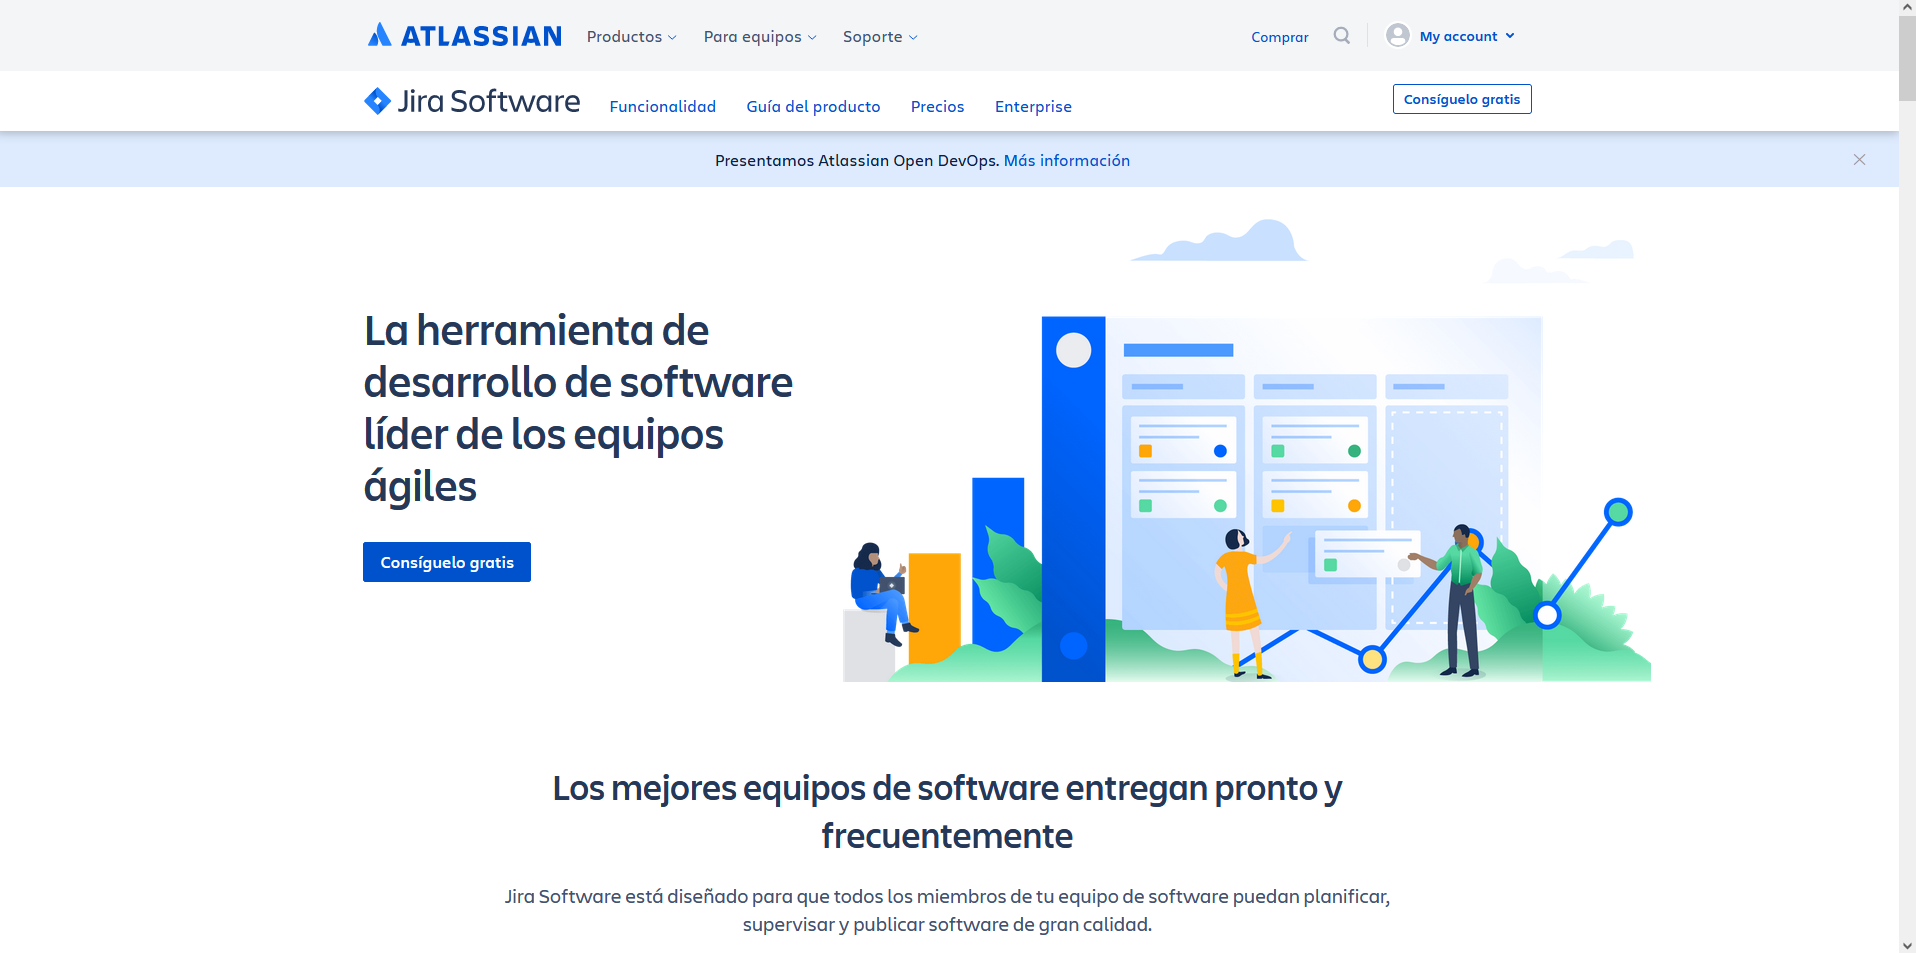 ATLASSIAN Productos Para equipos Soporte Comprar My account
Jira Software Funcionalidad Guía del producto Precios Enterprise Consíguelo gratis
Presentamos Atlassian Open DevOps. Más información
La herramienta de
desarrollo de software
líder de los equipos
ágiles
Consíguelo gratis
Los mejores equipos de software entregan pronto y
frecuentemente
Jira Software está diseñado para que todos los miembros de tu equipo de software puedan planificar,
supervisar y publicar software de gran calidad.